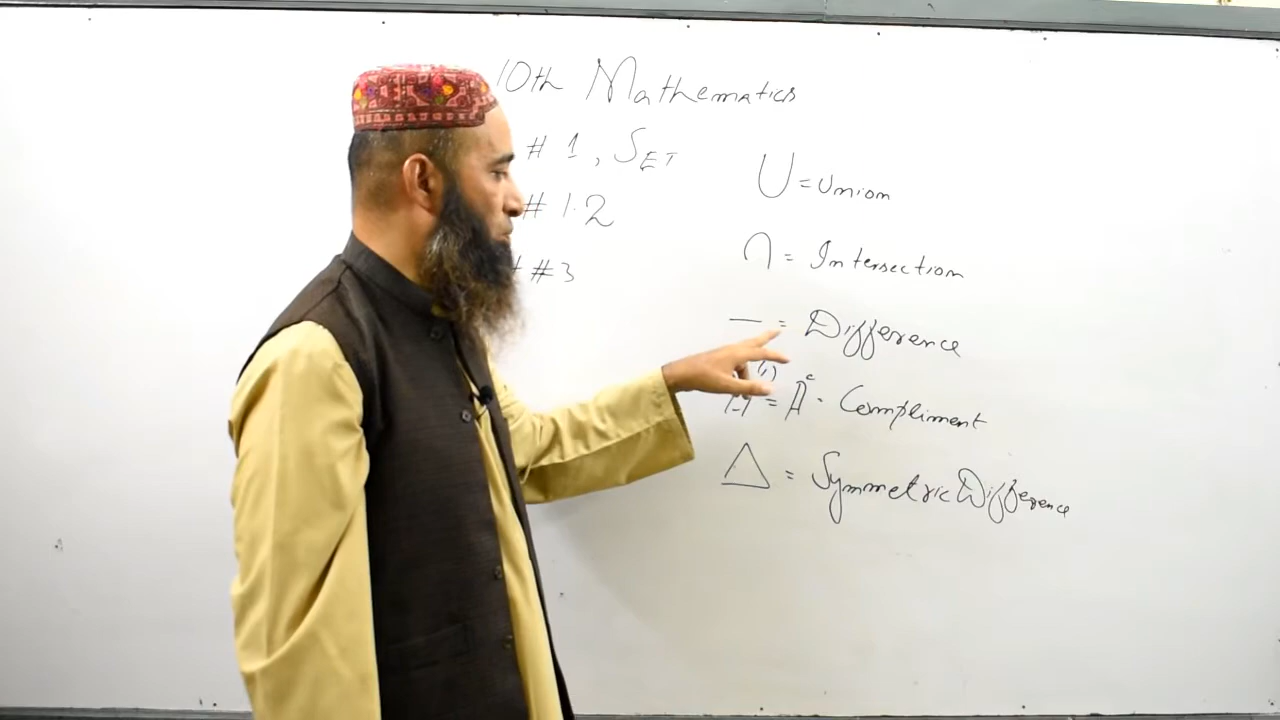 10th Mathematics
# 1, SET
# 1.2
#3
U = Union
∩ = Intersection
— = Difference
(') = Aᶜ. Compliment
△ = Symmetric Difference